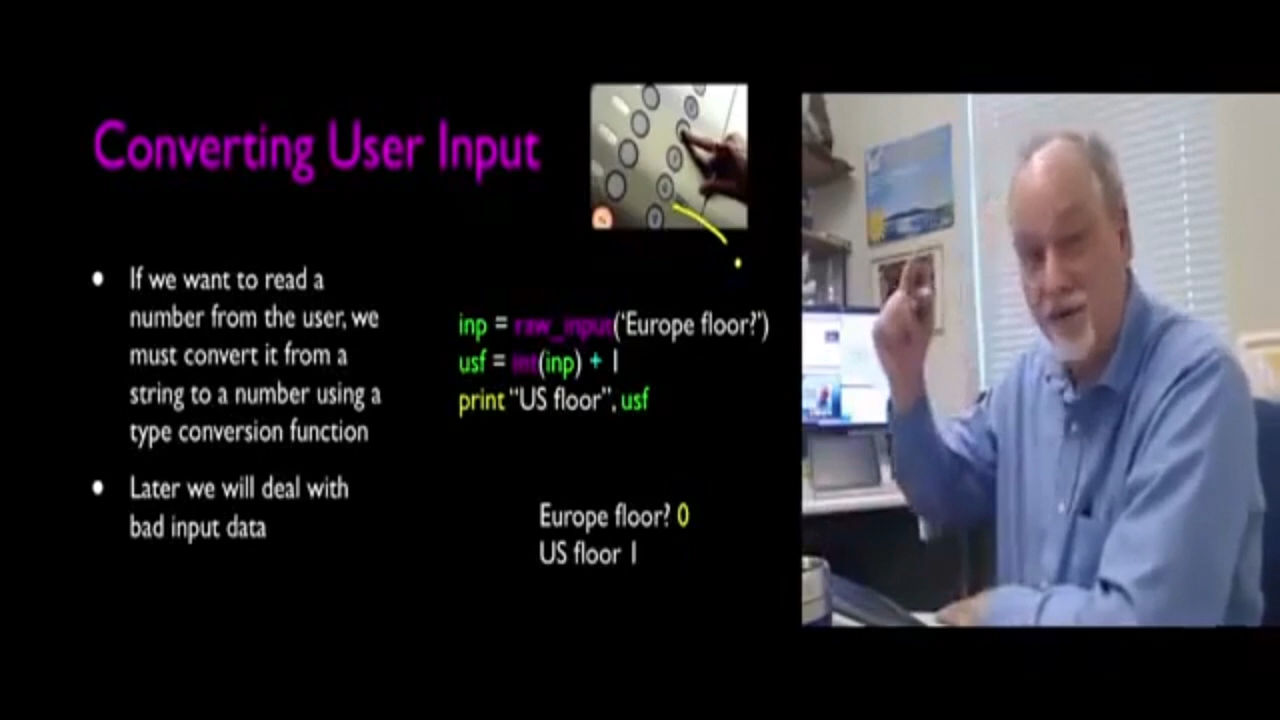 Converting User Input
• If we want to read a
number from the user, we
must convert it from a
string to a number using a
type conversion function
• Later we will deal with
bad input data
inp = raw_input(‘Europe floor?’)
usf = int(inp) + 1
print “US floor”, usf
Europe floor? 0
US floor 1